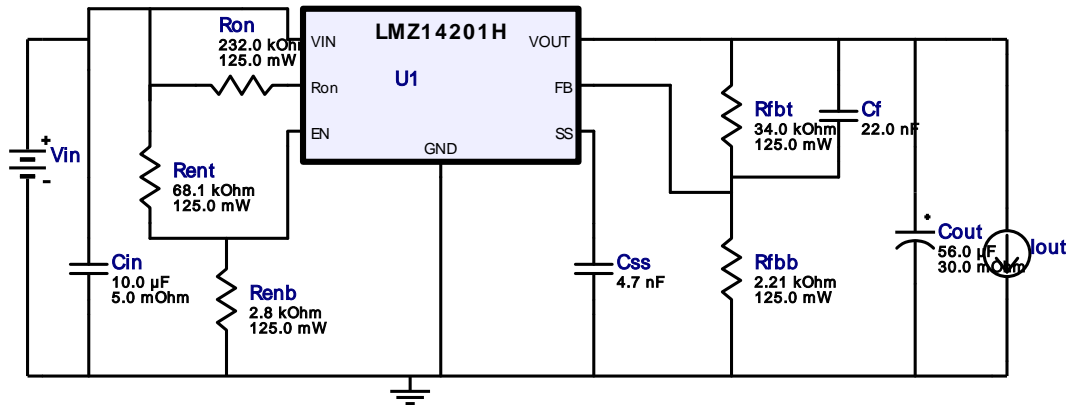 LMZ14201H
U1
VIN
Ron
EN
GND
VOUT
FB
SS
Ron
232.0 kOhm
125.0 mW
+
Vin
-
Rent
68.1 kOhm
125.0 mW
Cin
10.0 µF
5.0 mOhm
Renb
2.8 kOhm
125.0 mW
Css
4.7 nF
Rfbt
34.0 kOhm
125.0 mW
Cf
22.0 nF
Rfbb
2.21 kOhm
125.0 mW
+
Cout
56.0 µF
30.0 mOhm
Iout